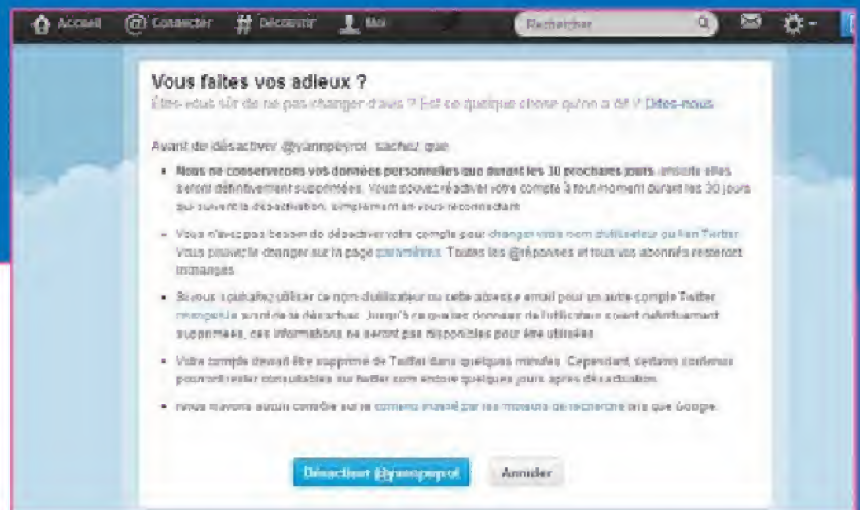 Accueil @ Connecter # Découvrir Moi Rechercher
Vous faites vos adieux ?
Êtes-vous sûr de ne pas changer d'avis ? Est-ce quelque chose qu'on a dit ? Dites-nous.
Avant de désactiver @yannpeyrot, sachez que
• Nous ne conserverons vos données personnelles que durant les 30 prochains jours, ensuite elles
seront définitivement supprimées. Vous pouvez réactiver votre compte à tout moment durant les 30 jours
qui suivent la désactivation, simplement en vous reconnectant.
• Vous n'avez pas besoin de désactiver votre compte pour changer votre nom d'utilisateur ou lien Twitter.
Vous pouvez le changer sur la page paramètres. Toutes les @réponses et tous vos abonnés resteront
inchangés.
• Si vous souhaitez utiliser ce nom d'utilisateur ou cette adresse email pour un autre compte Twitter,
changez-le avant de le désactiver. Jusqu'à ce que les données de l'utilisateur soient définitivement
supprimées, ces informations ne seront pas disponibles pour être utilisées.
• Votre compte devrait être supprimé de Twitter dans quelques minutes. Cependant, certains contenus
pourront rester consultables sur twitter.com encore quelques jours après désactivation.
• Nous n'avons aucun contrôle sur le contenu indexé par les moteurs de recherche tels que Google.
Désactiver @yannpeyrot Annuler